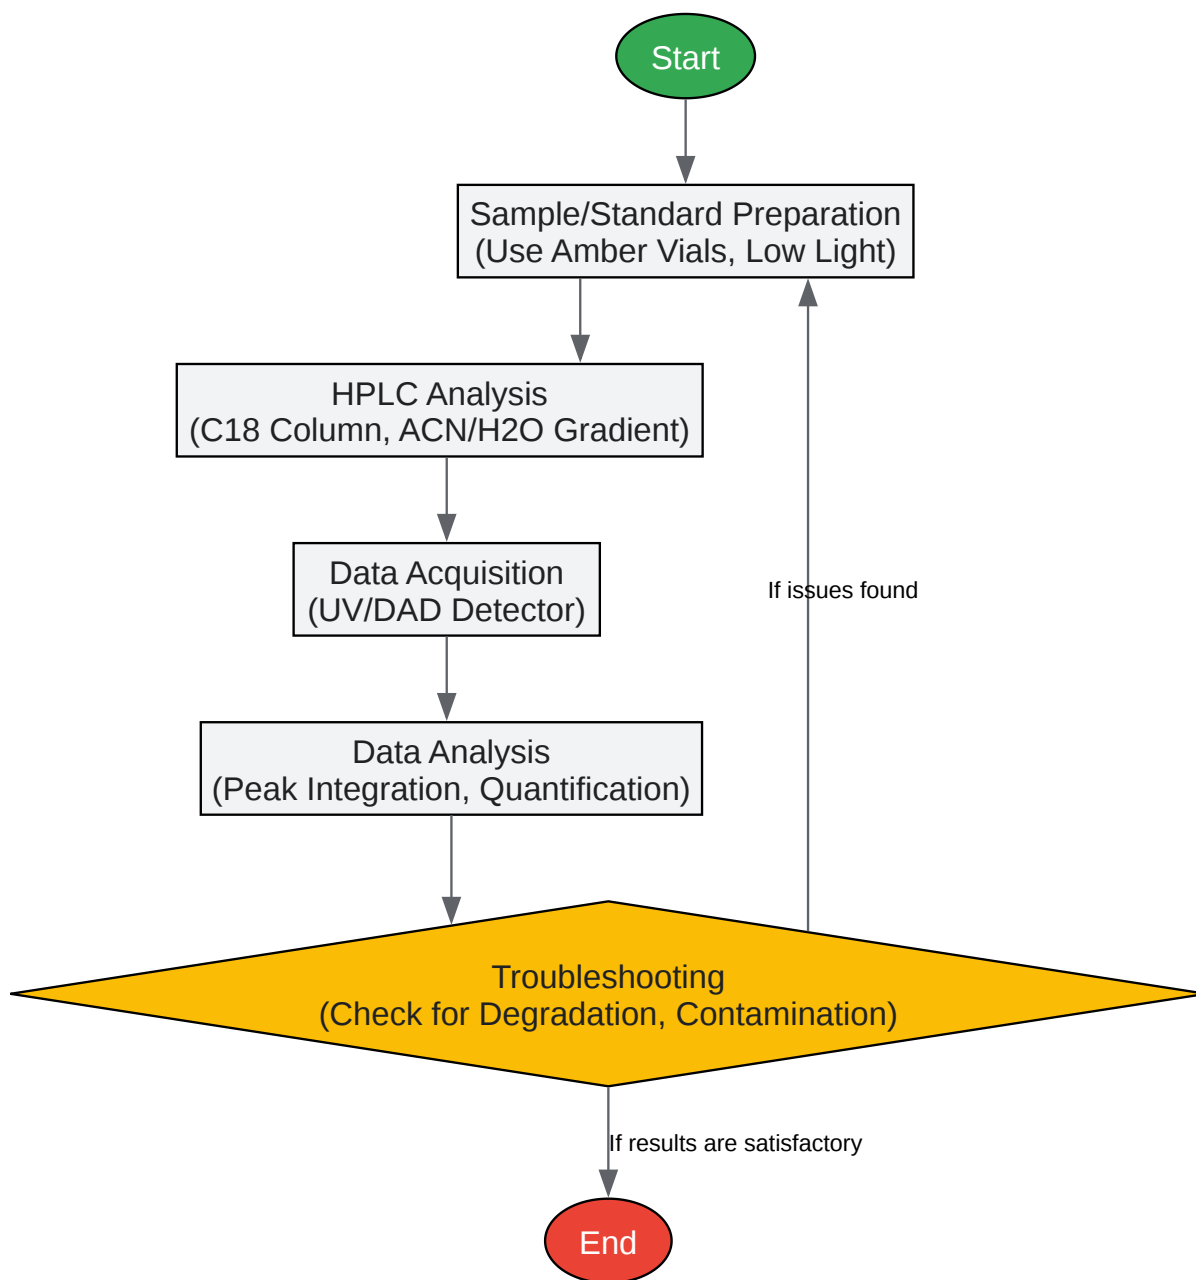 Start
Sample/Standard Preparation
(Use Amber Vials, Low Light)
HPLC Analysis
(C18 Column, ACN/H2O Gradient)
Data Acquisition
(UV/DAD Detector)
If issues found
Data Analysis
(Peak Integration, Quantification)
Troubleshooting
(Check for Degradation, Contamination)
If results are satisfactory
End